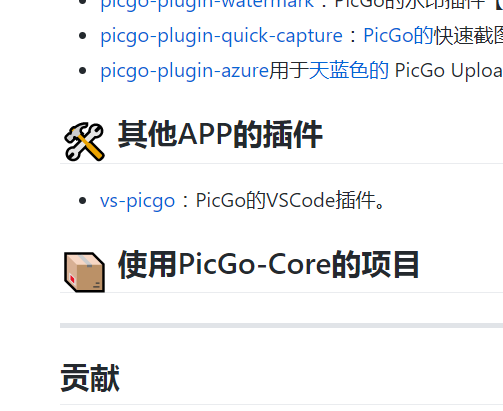 picgo-plugin-watermark：PicGo的水印插件【
picgo-plugin-quick-capture：PicGo的快速截图
picgo-plugin-azure用于天蓝色的 PicGo Uploa
其他APP的插件
vs-picgo：PicGo的VSCode插件。
使用PicGo-Core的项目
贡献